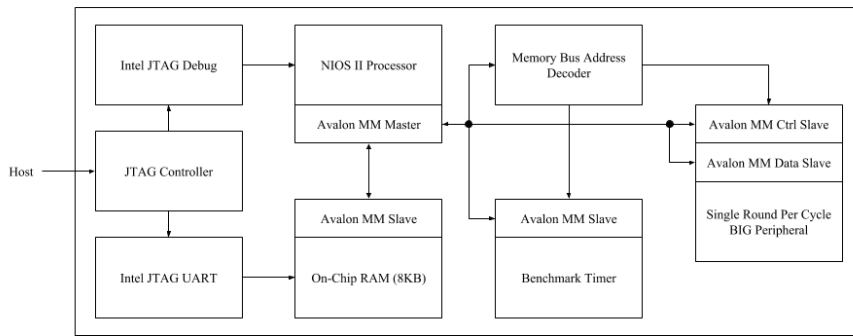 Intel JTAG Debug
NIOS II Processor
Memory Bus Address
Decoder
Avalon MM Master
Avalon MM Ctrl Slave
Host
JTAG Controller
Avalon MM Data Slave
Avalon MM Slave
Avalon MM Slave
Single Round Per Cycle
BIG Peripheral
Intel JTAG UART
On-Chip RAM (8KB)
Benchmark Timer